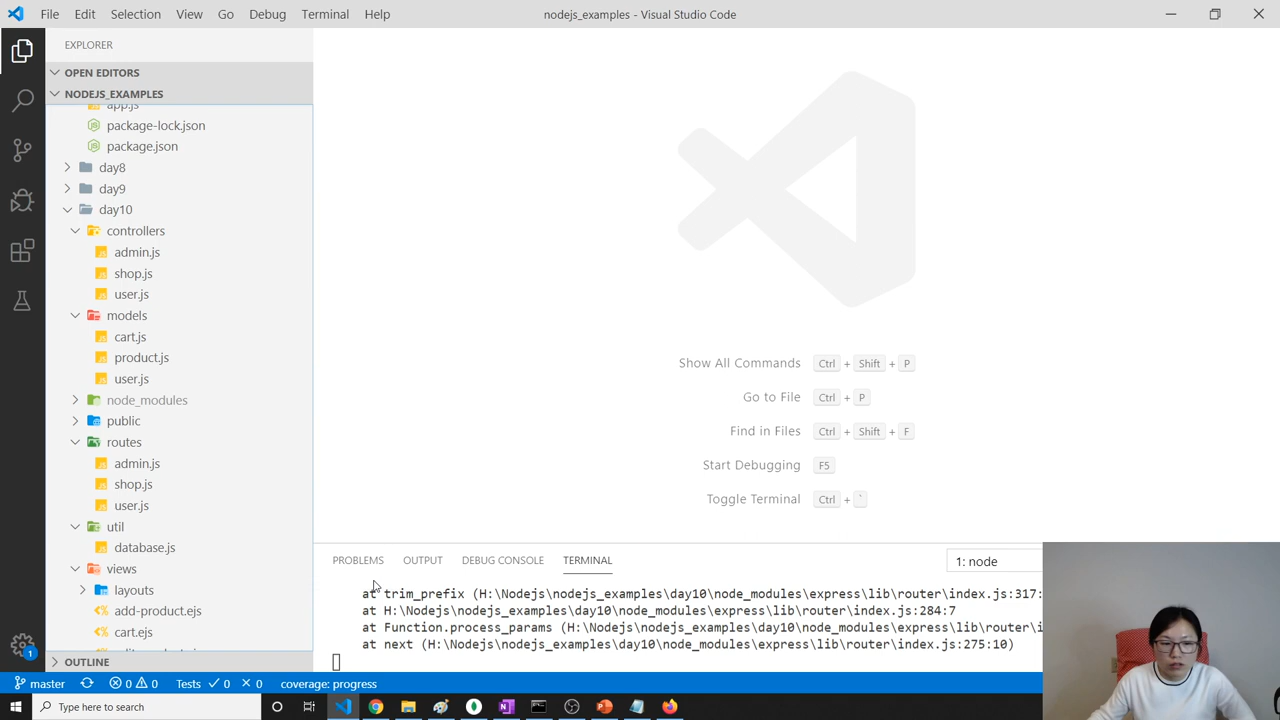 File Edit Selection View Go Debug Terminal Help nodejs_examples - Visual Studio Code
EXPLORER
OPEN EDITORS
NODEJS_EXAMPLES
app.js
package-lock.json
package.json
day8
day9
day10
controllers
admin.js
shop.js
user.js
models
cart.js
product.js
user.js
node_modules
public
routes
admin.js
shop.js
user.js
util
database.js
views
layouts
add-product.ejs
cart.ejs
OUTLINE
Show All Commands Ctrl + Shift + P
Go to File Ctrl + P
Find in Files Ctrl + Shift + F
Start Debugging F5
Toggle Terminal Ctrl + `
PROBLEMS OUTPUT DEBUG CONSOLE TERMINAL 1: node
at trim_prefix (H:\Nodejs\nodejs_examples\day10\node_modules\express\lib\router\index.js:317:
at H:\Nodejs\nodejs_examples\day10\node_modules\express\lib\router\index.js:284:7
at Function.process_params (H:\Nodejs\nodejs_examples\day10\node_modules\express\lib\router\i
at next (H:\Nodejs\nodejs_examples\day10\node_modules\express\lib\router\index.js:275:10)
1
master 0 0 Tests 0 0 coverage: progress
Type here to search